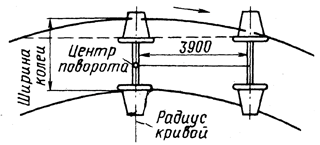 Ширина
колеи
Центр
поворота
3900
Радиус
кривой